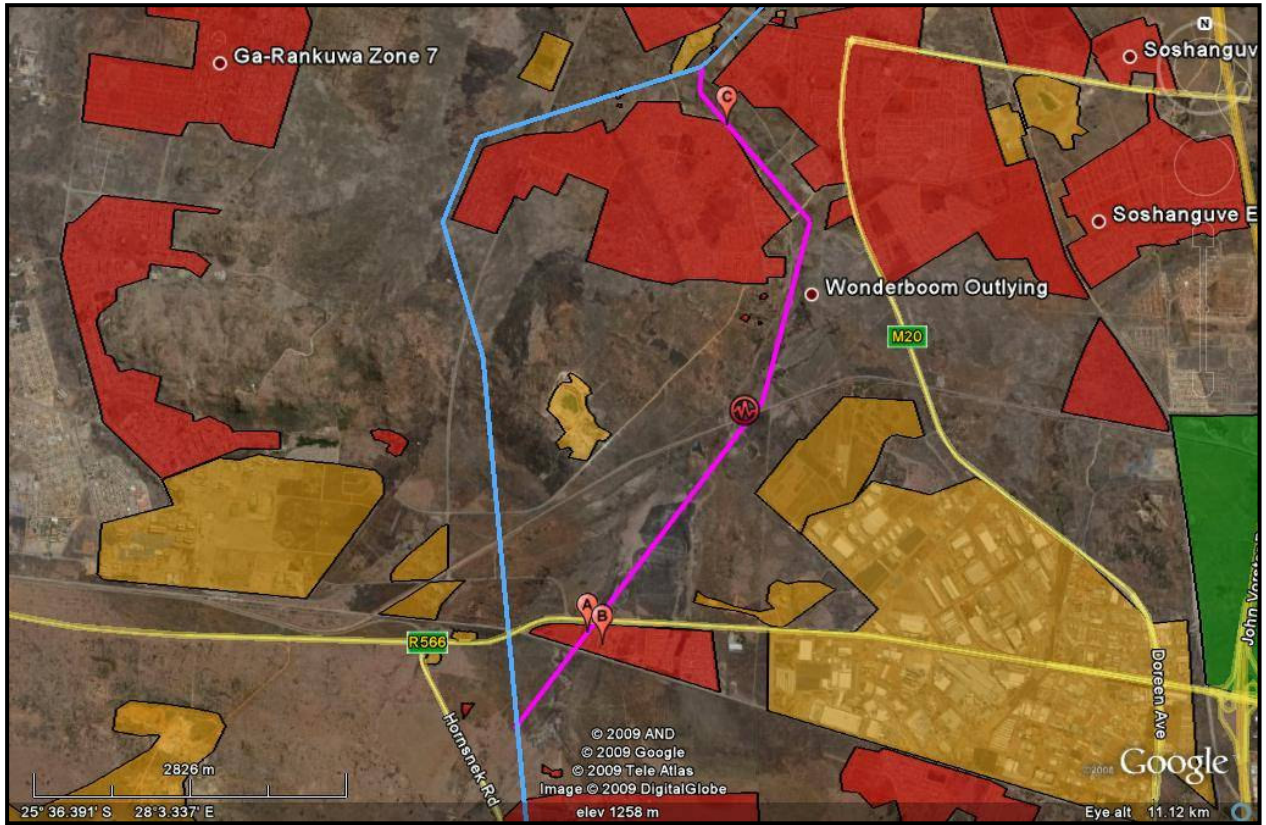 N
Ga-Rankuwa Zone 7
Soshanguv
C
Soshanguve E
Wonderboom Outlying
M20
A
B
R566
John Vorster
Doreen Ave
Hornsnek Rd
© 2009 AND
© 2009 Google
© 2009 Tele Atlas
Image © 2009 DigitalGlobe
©2008 Google
2826 m
25° 36.391' S 28° 3.337' E
elev 1258 m
Eye alt 11.12 km